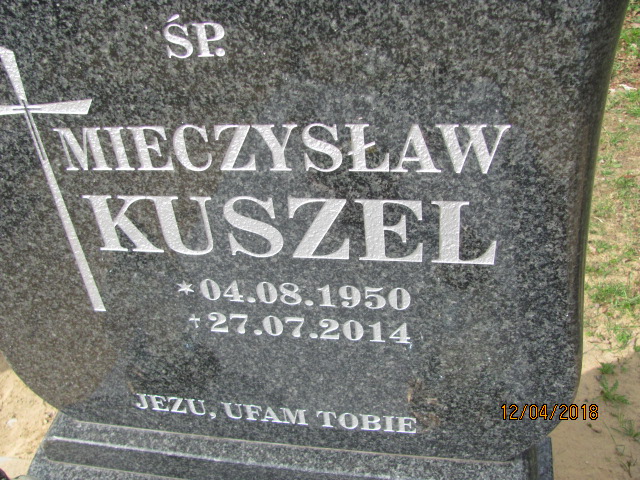 ŚP.
MIECZYSŁAW
KUSZEL
* 04.08.1950
+ 27.07.2014
JEZU, UFAM TOBIE
12/04/2018